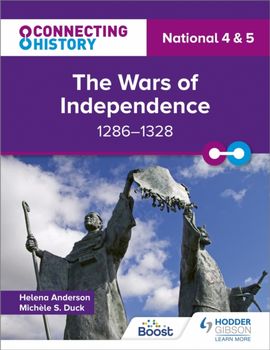 CONNECTING
HISTORY
National 4 & 5
The Wars of
Independence
1286–1328
Helena Anderson
Michèle S. Duck
Boost
HODDER
GIBSON
LEARN MORE